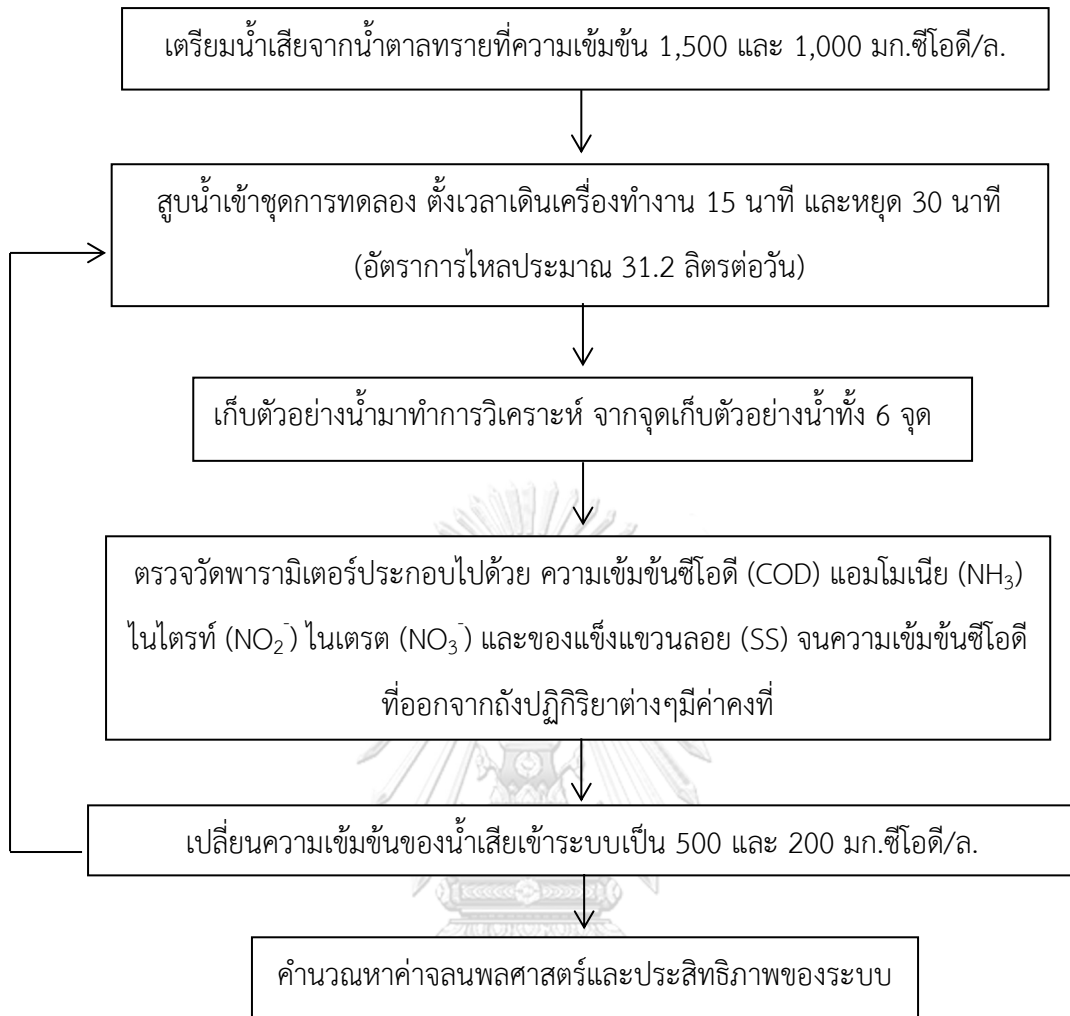 เตรียมน้ำเสียจากน้ำตาลทรายที่ความเข้มข้น 1,500 และ 1,000 มก.ซีโอดี/ล.
สูบน้ำเข้าชุดการทดลอง ตั้งเวลาเดินเครื่องทำงาน 15 นาที และหยุด 30 นาที
(อัตราการไหลประมาณ 31.2 ลิตรต่อวัน)
เก็บตัวอย่างน้ำมาทำการวิเคราะห์ จากจุดเก็บตัวอย่างน้ำทั้ง 6 จุด
ตรวจวัดพารามิเตอร์ประกอบไปด้วย ความเข้มข้นซีโอดี (COD) แอมโมเนีย (NH₃)
ไนไตรท์ (NO₂⁻) ไนเตรต (NO₃⁻) และของแข็งแขวนลอย (SS) จนความเข้มข้นซีโอดี
ที่ออกจากถังปฏิกิริยาต่างๆมีค่าคงที่
เปลี่ยนความเข้มข้นของน้ำเสียเข้าระบบเป็น 500 และ 200 มก.ซีโอดี/ล.
คำนวณหาค่าจลนพลศาสตร์และประสิทธิภาพของระบบ